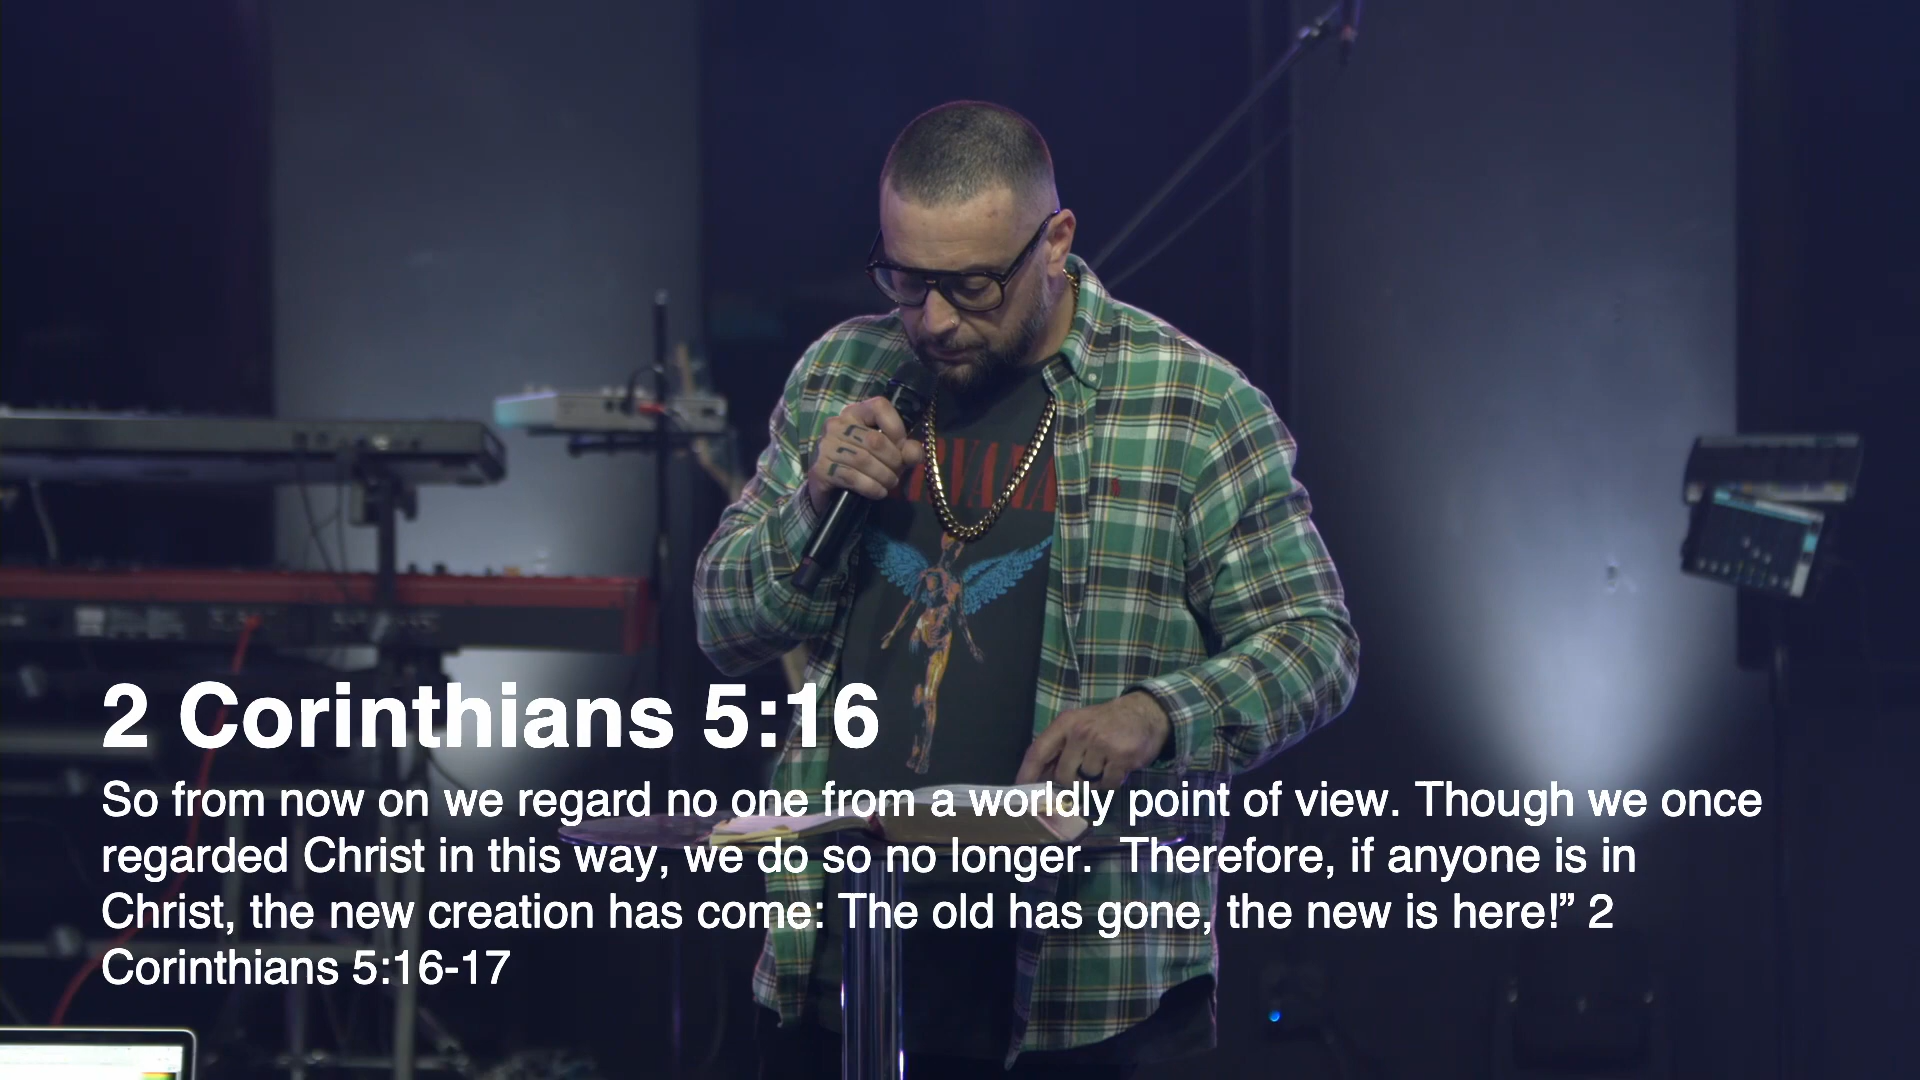 NIRVANA
2 Corinthians 5:16
So from now on we regard no one from a worldly point of view. Though we once
regarded Christ in this way, we do so no longer.  Therefore, if anyone is in
Christ, the new creation has come: The old has gone, the new is here!” 2
Corinthians 5:16-17